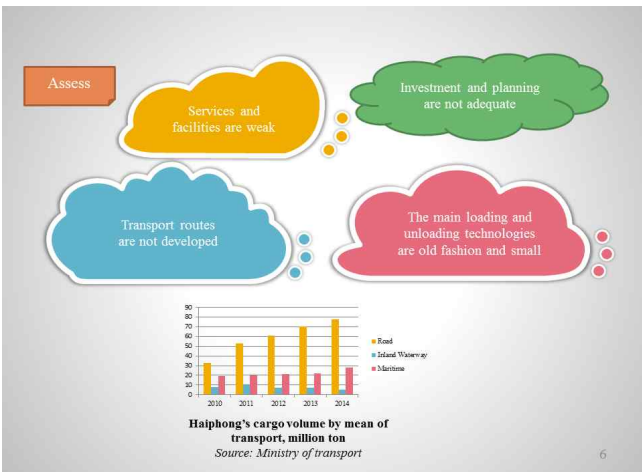 Assess
Services and
facilities are weak
Investment and planning
are not adequate
Transport routes
are not developed
The main loading and
unloading technologies
are old fashion and small
90
80
70
60
50
40
30
20
10
0
2010 2011 2012 2013 2014
Road
Inland Waterway
Maritime
Haiphong's cargo volume by mean of
transport, million ton
Source: Ministry of transport
6